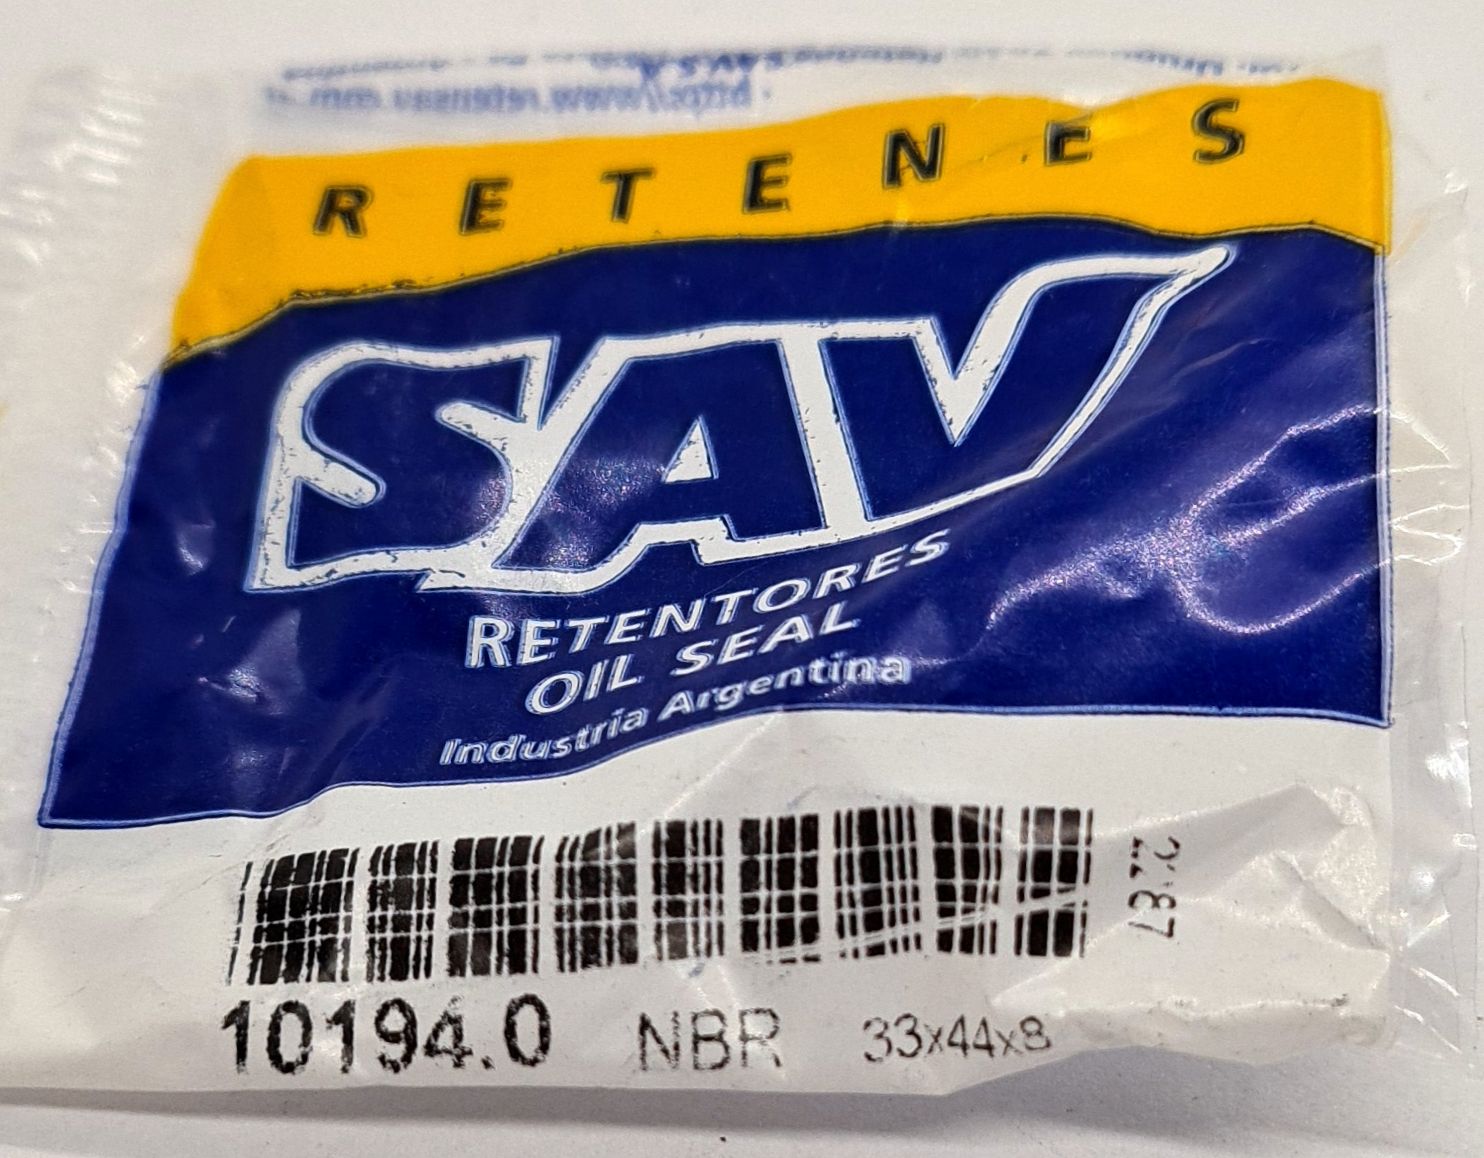 RETENES
SAV
RETENTORES
OIL SEAL
Industria Argentina
10194.0 NBR 33x44x8